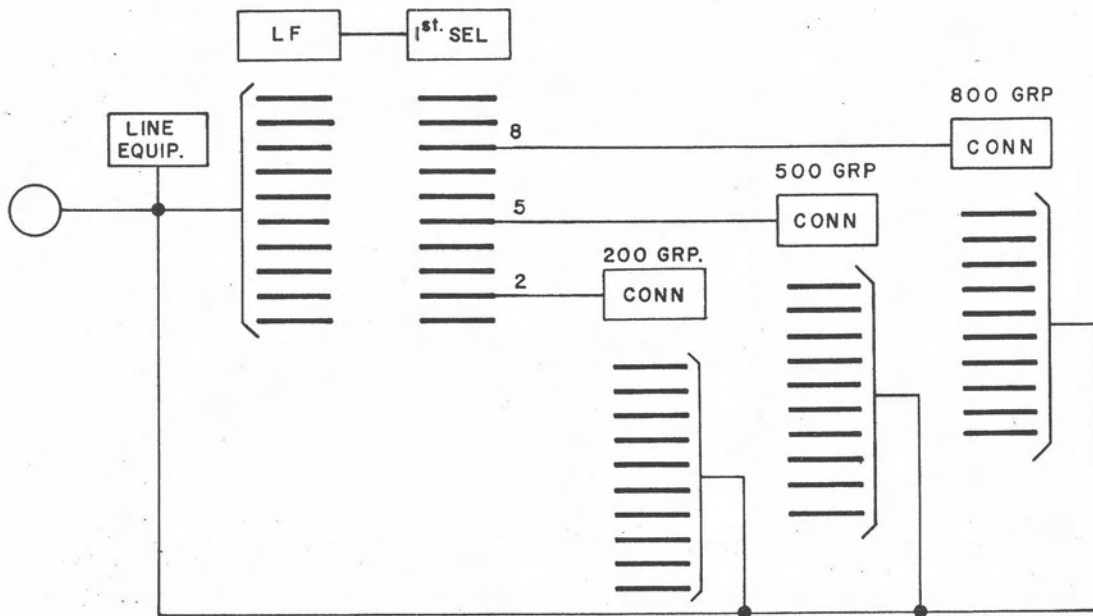 LF
1st. SEL
LINE
EQUIP.
8
800 GRP
CONN
5
500 GRP
CONN
2
200 GRP.
CONN